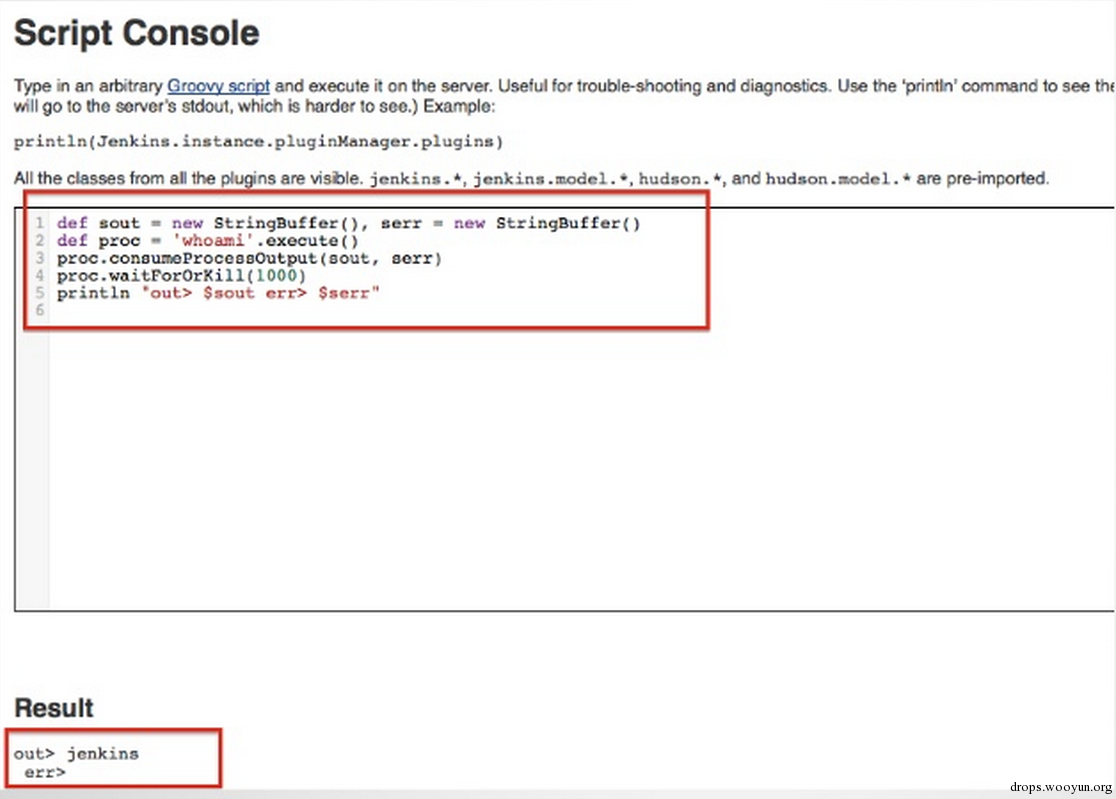 Script Console
Type in an arbitrary Groovy script and execute it on the server. Useful for trouble-shooting and diagnostics. Use the 'println' command to see the
will go to the server's stdout, which is harder to see.) Example:
println(Jenkins.instance.pluginManager.plugins)
All the classes from all the plugins are visible. jenkins.*, jenkins.model.*, hudson.*, and hudson.model.* are pre-imported.
1 def sout = new StringBuffer(), serr = new StringBuffer()
2 def proc = 'whoami'.execute()
3 proc.consumeProcessOutput(sout, serr)
4 proc.waitForOrKill(1000)
5 println "out> $sout err> $serr"
6
Result
out> jenkins
err>
drops.wooyun.org